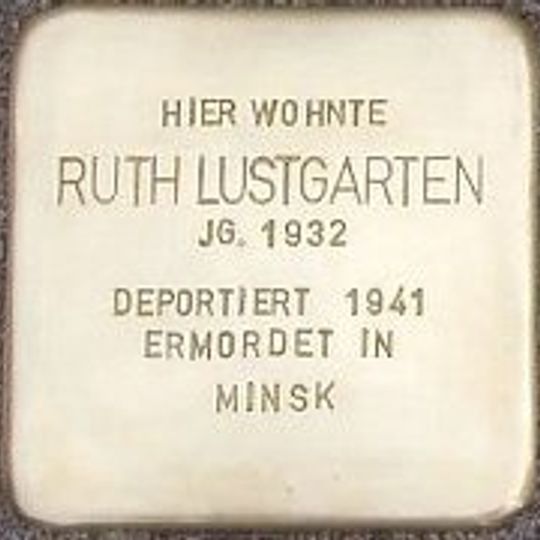 HIER WOHNTE
RUTH LUSTGARTEN
JG. 1932
DEPORTIERT 1941
ERMORDET IN
MINSK